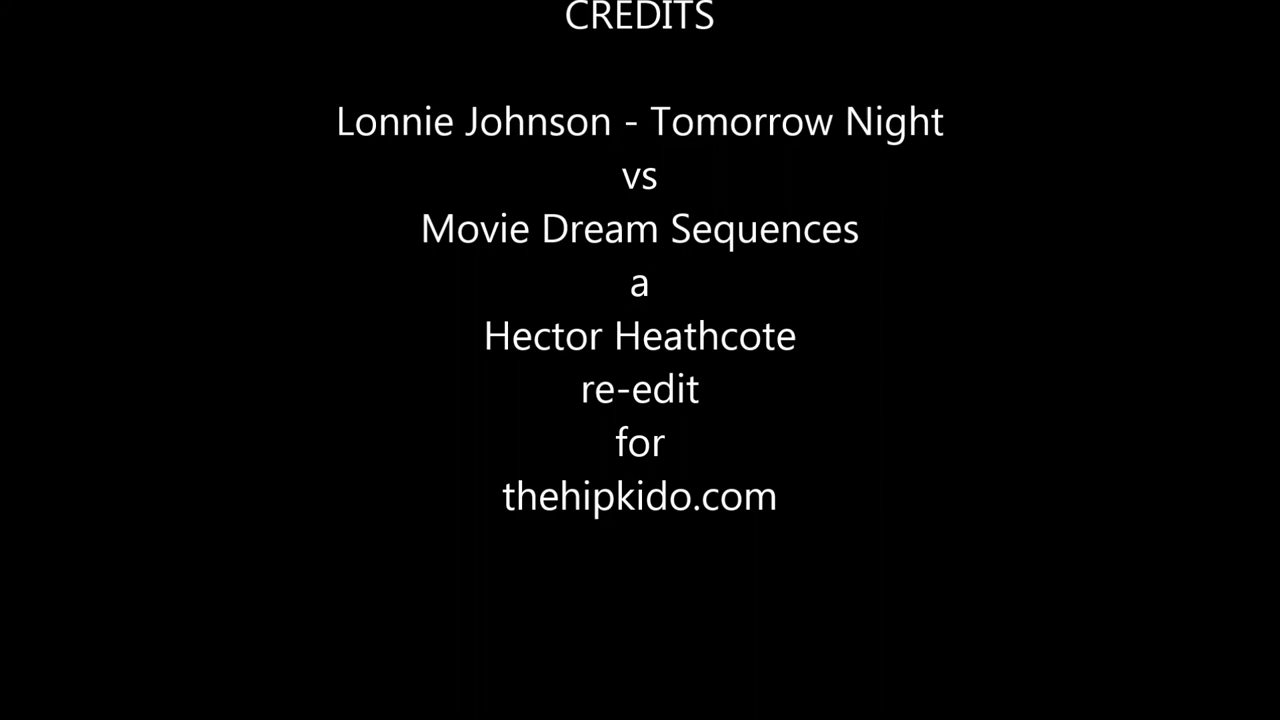 CREDITS
Lonnie Johnson - Tomorrow Night
vs
Movie Dream Sequences
a
Hector Heathcote
re-edit
for
thehipkido.com